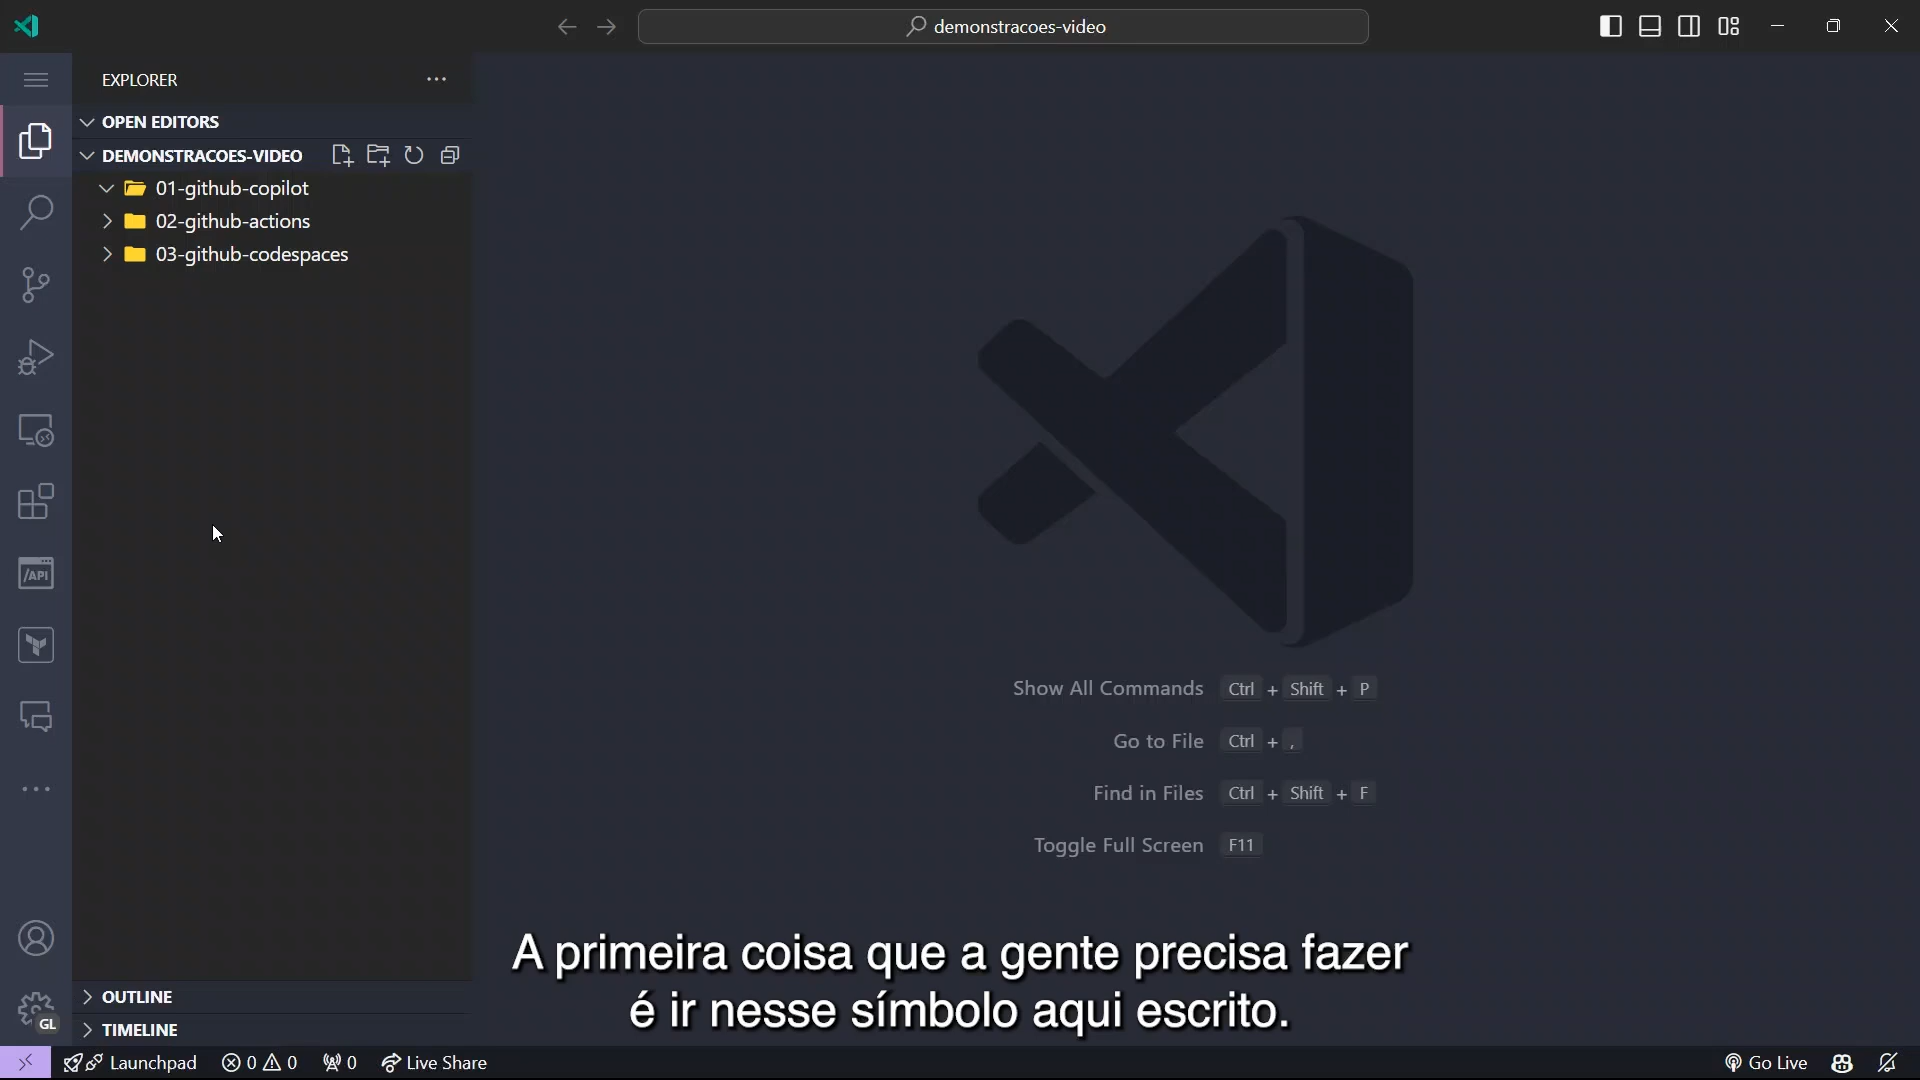 demonstracoes-video
EXPLORER
OPEN EDITORS
DEMONSTRACOES-VIDEO
01-github-copilot
02-github-actions
03-github-codespaces
/API
Show All Commands Ctrl + Shift + P
Go to File Ctrl + ,
Find in Files Ctrl + Shift + F
Toggle Full Screen F11
A primeira coisa que a gente precisa fazer
é ir nesse símbolo aqui escrito.
OUTLINE
GL
TIMELINE
Launchpad 0 0 0 Live Share Go Live